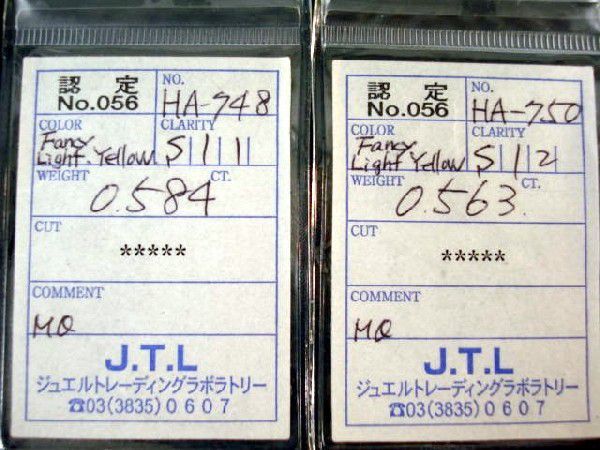 認定
No.056
NO.
HA-748
COLOR
Fancy
Light Yellow
CLARITY
SI1
WEIGHT
0.584
CT.
CUT
*****
COMMENT
MQ
J.T.L
ジュエルトレーディングラボラトリー
☎03(3835)0607
認定
No.056
NO.
HA-750
COLOR
Fancy
Light Yellow
CLARITY
SI2
WEIGHT
0.563
CT.
CUT
*****
COMMENT
MQ
J.T.L
ジュエルトレーディングラボラトリー
☎03(3835)0607